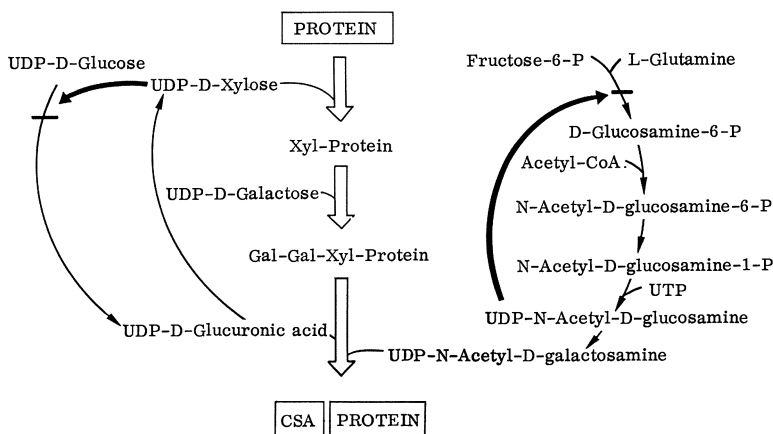 PROTEIN
UDP-D-Glucose
UDP-D-Xylose
Fructose-6-P
L-Glutamine
D-Glucosamine-6-P
Xyl-Protein
Acetyl-CoA
UDP-D-Galactose
N-Acetyl-D-glucosamine-6-P
Gal-Gal-Xyl-Protein
N-Acetyl-D-glucosamine-1-P
UTP
UDP-D-Glucuronic acid
UDP-N-Acetyl-D-glucosamine
UDP-N-Acetyl-D-galactosamine
CSA PROTEIN